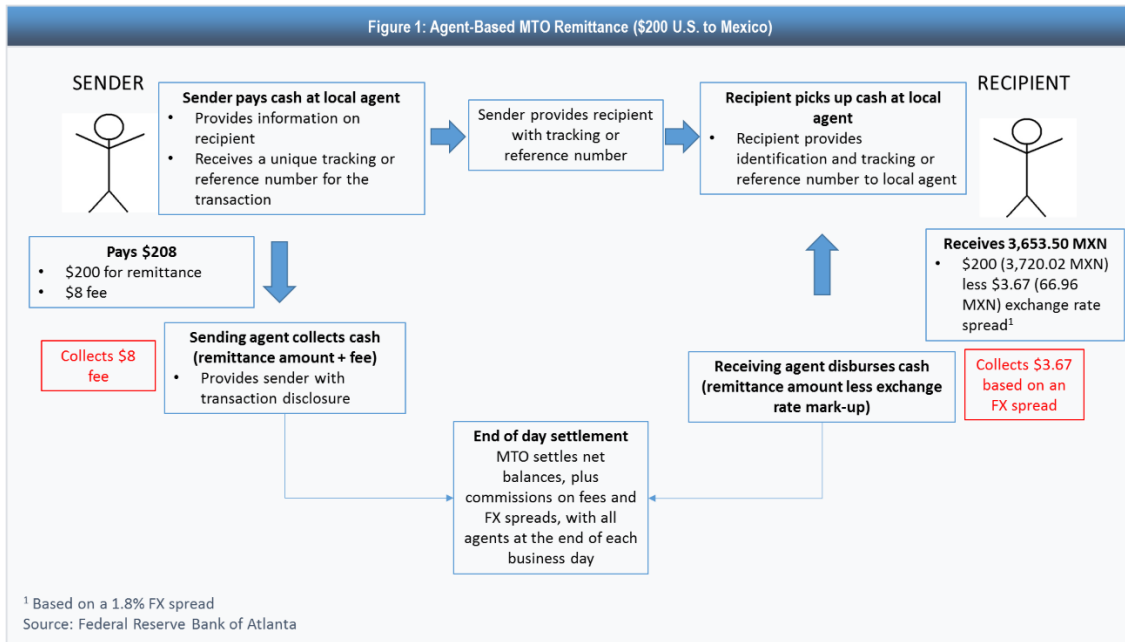 Figure 1: Agent-Based MTO Remittance ($200 U.S. to Mexico)
SENDER
Sender pays cash at local agent
• Provides information on
recipient
• Receives a unique tracking or
reference number for the
transaction
Sender provides recipient
with tracking or
reference number
Recipient picks up cash at local
agent
• Recipient provides
identification and tracking or
reference number to local agent
RECIPIENT
Pays $208
• $200 for remittance
• $8 fee
Receives 3,653.50 MXN
• $200 (3,720.02 MXN)
less $3.67 (66.96
MXN) exchange rate
spread1
Collects $8
fee
Sending agent collects cash
(remittance amount + fee)
• Provides sender with
transaction disclosure
Receiving agent disburses cash
(remittance amount less exchange
rate mark-up)
Collects $3.67
based on an
FX spread
End of day settlement
MTO settles net
balances, plus
commissions on fees and
FX spreads, with all
agents at the end of each
business day
1 Based on a 1.8% FX spread
Source: Federal Reserve Bank of Atlanta